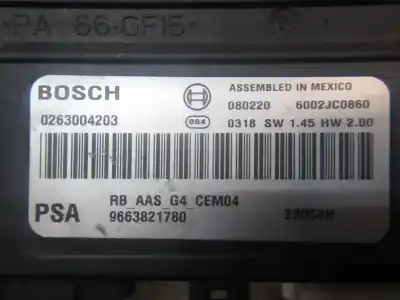 PA 66-GF15
BOSCH
ASSEMBLED IN MEXICO
080220 6002JC0860
0263004203
864 0318 SW 1.45 HW 2.00
PSA
RB_AAS_G4_CEM04
9663821780